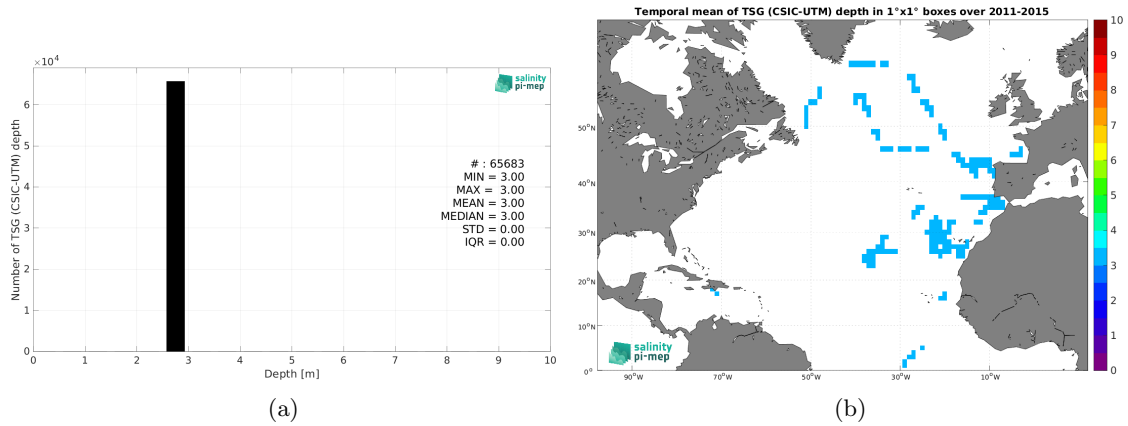 ×10⁴
6
5
4
3
2
1
0
Number of TSG (CSIC-UTM) depth
salinity
pi-mep
# : 65683
MIN = 3.00
MAX = 3.00
MEAN = 3.00
MEDIAN = 3.00
STD = 0.00
IQR = 0.00
0 1 2 3 4 5 6 7 8 9 10
Depth [m]
(a)
Temporal mean of TSG (CSIC-UTM) depth in 1°x1° boxes over 2011-2015
50°N
40°N
30°N
20°N
10°N
0°
90°W 70°W 50°W 30°W 10°W
salinity
pi-mep
10
9
8
7
6
5
4
3
2
1
0
(b)